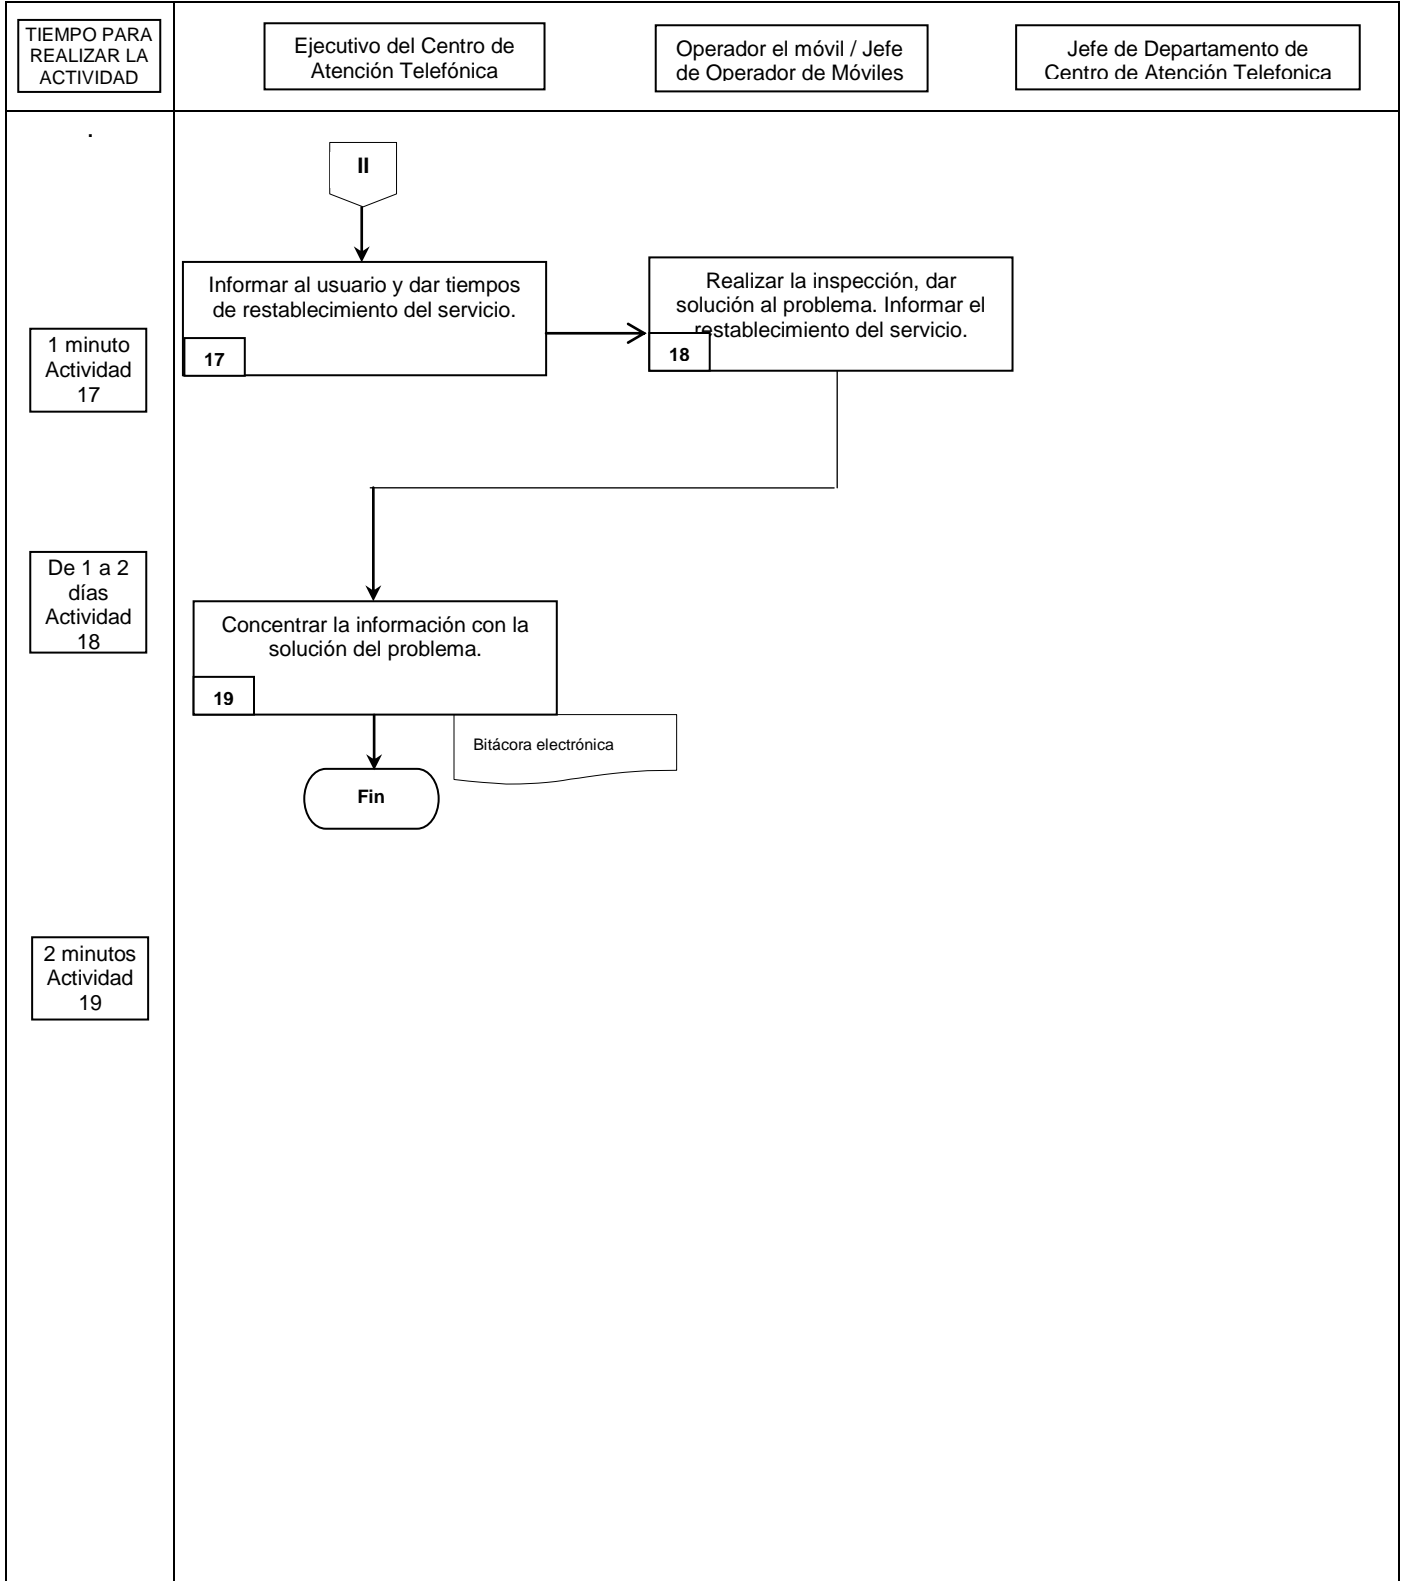 TIEMPO PARA
REALIZAR LA
ACTIVIDAD
Ejecutivo del Centro de
Atención Telefónica
Operador el móvil / Jefe
de Operador de Móviles
Jefe de Departamento de
Centro de Atención Telefonica
.
II
Informar al usuario y dar tiempos
de restablecimiento del servicio.
17
Realizar la inspección, dar
solución al problema. Informar el
restablecimiento del servicio.
18
1 minuto
Actividad
17
De 1 a 2
días
Actividad
18
Concentrar la información con la
solución del problema.
19
Bitácora electrónica
Fin
2 minutos
Actividad
19